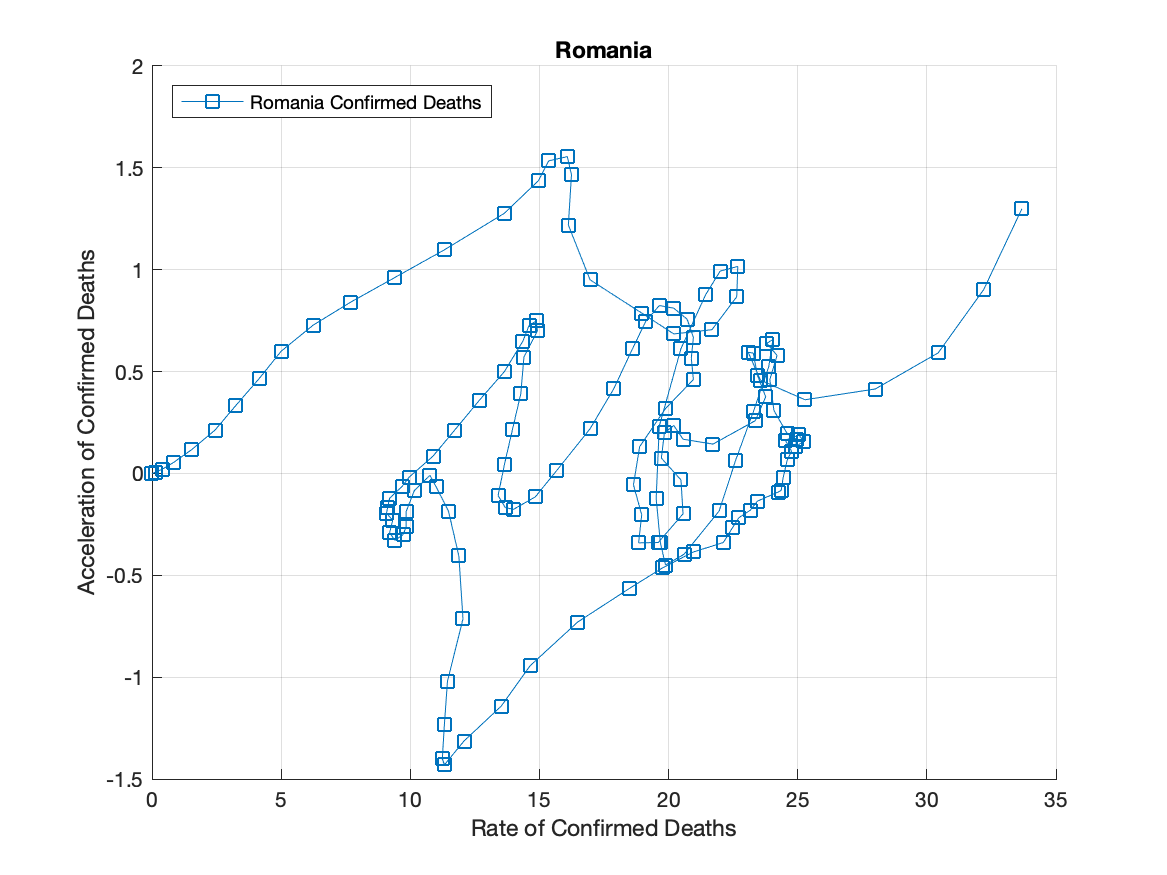 Romania
2
Romania Confirmed Deaths
1.5
1
0.5
0
-0.5
-1
-1.5
Acceleration of Confirmed Deaths
0 5 10 15 20 25 30 35
Rate of Confirmed Deaths